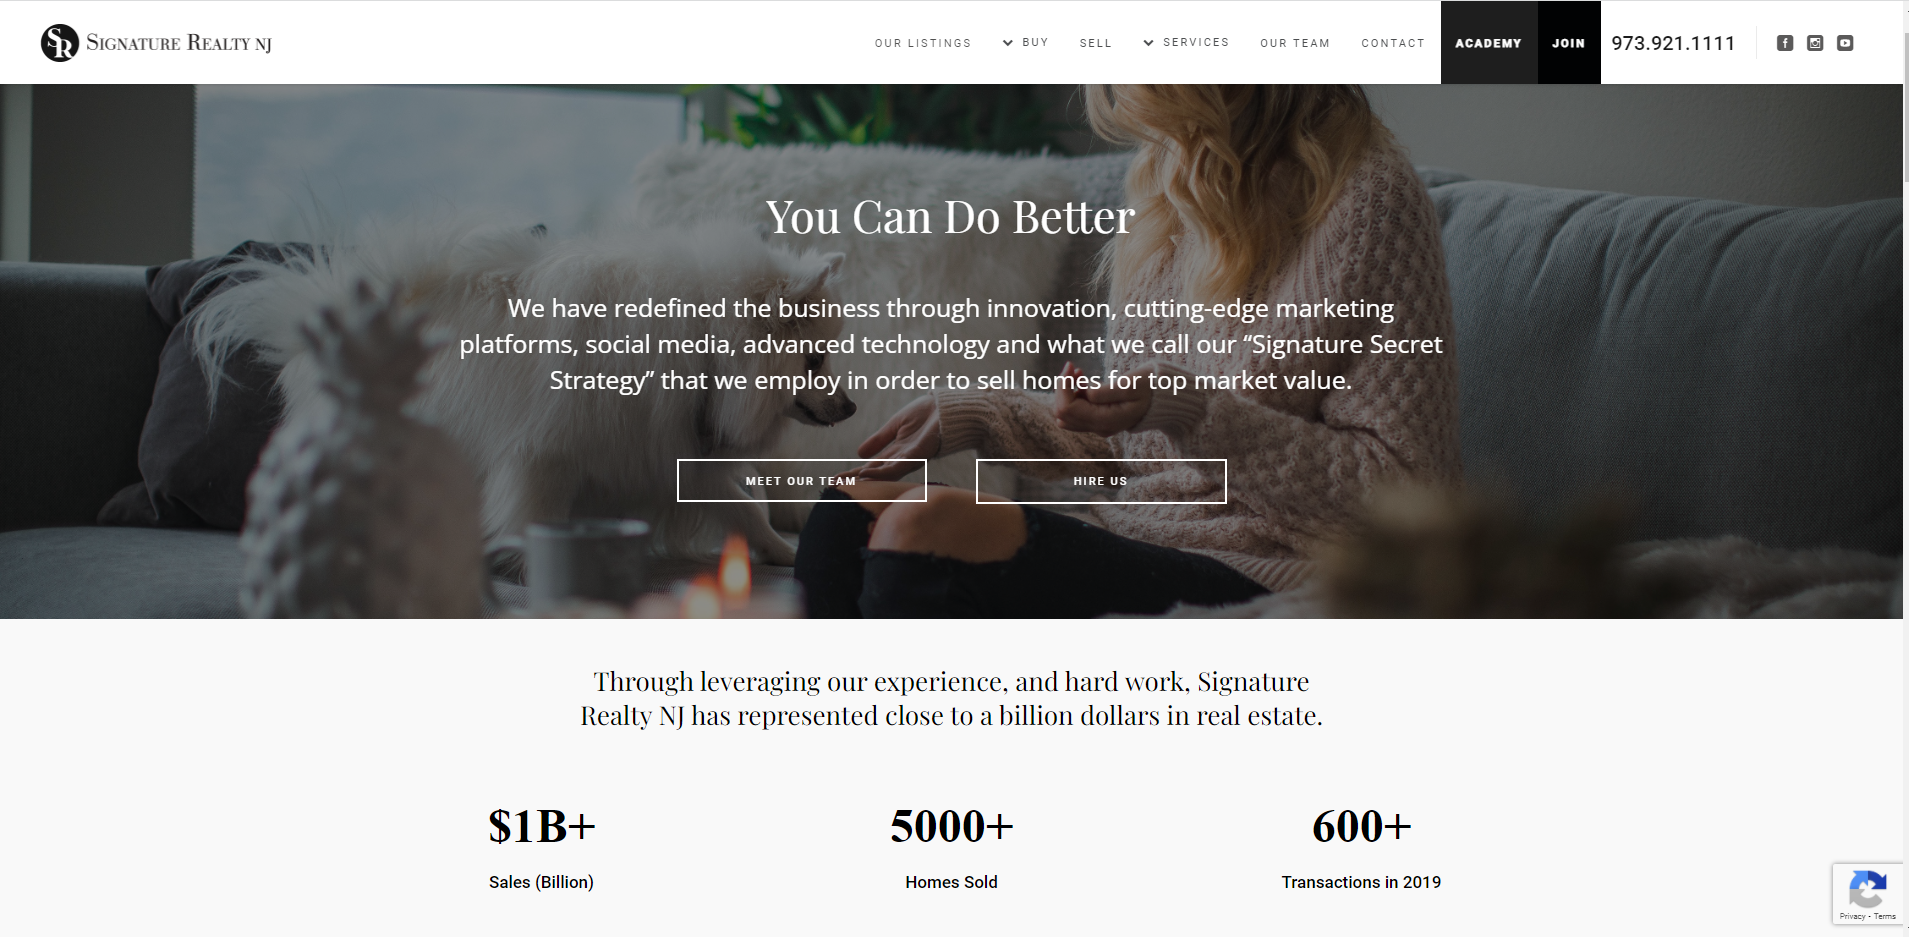 SR SIGNATURE REALTY NJ
OUR LISTINGS BUY SELL SERVICES OUR TEAM CONTACT ACADEMY JOIN 973.921.1111
You Can Do Better
We have redefined the business through innovation, cutting-edge marketing
platforms, social media, advanced technology and what we call our “Signature Secret
Strategy” that we employ in order to sell homes for top market value.
MEET OUR TEAM HIRE US
Through leveraging our experience, and hard work, Signature
Realty NJ has represented close to a billion dollars in real estate.
$1B+ 5000+ 600+
Sales (Billion) Homes Sold Transactions in 2019
Privacy - Terms